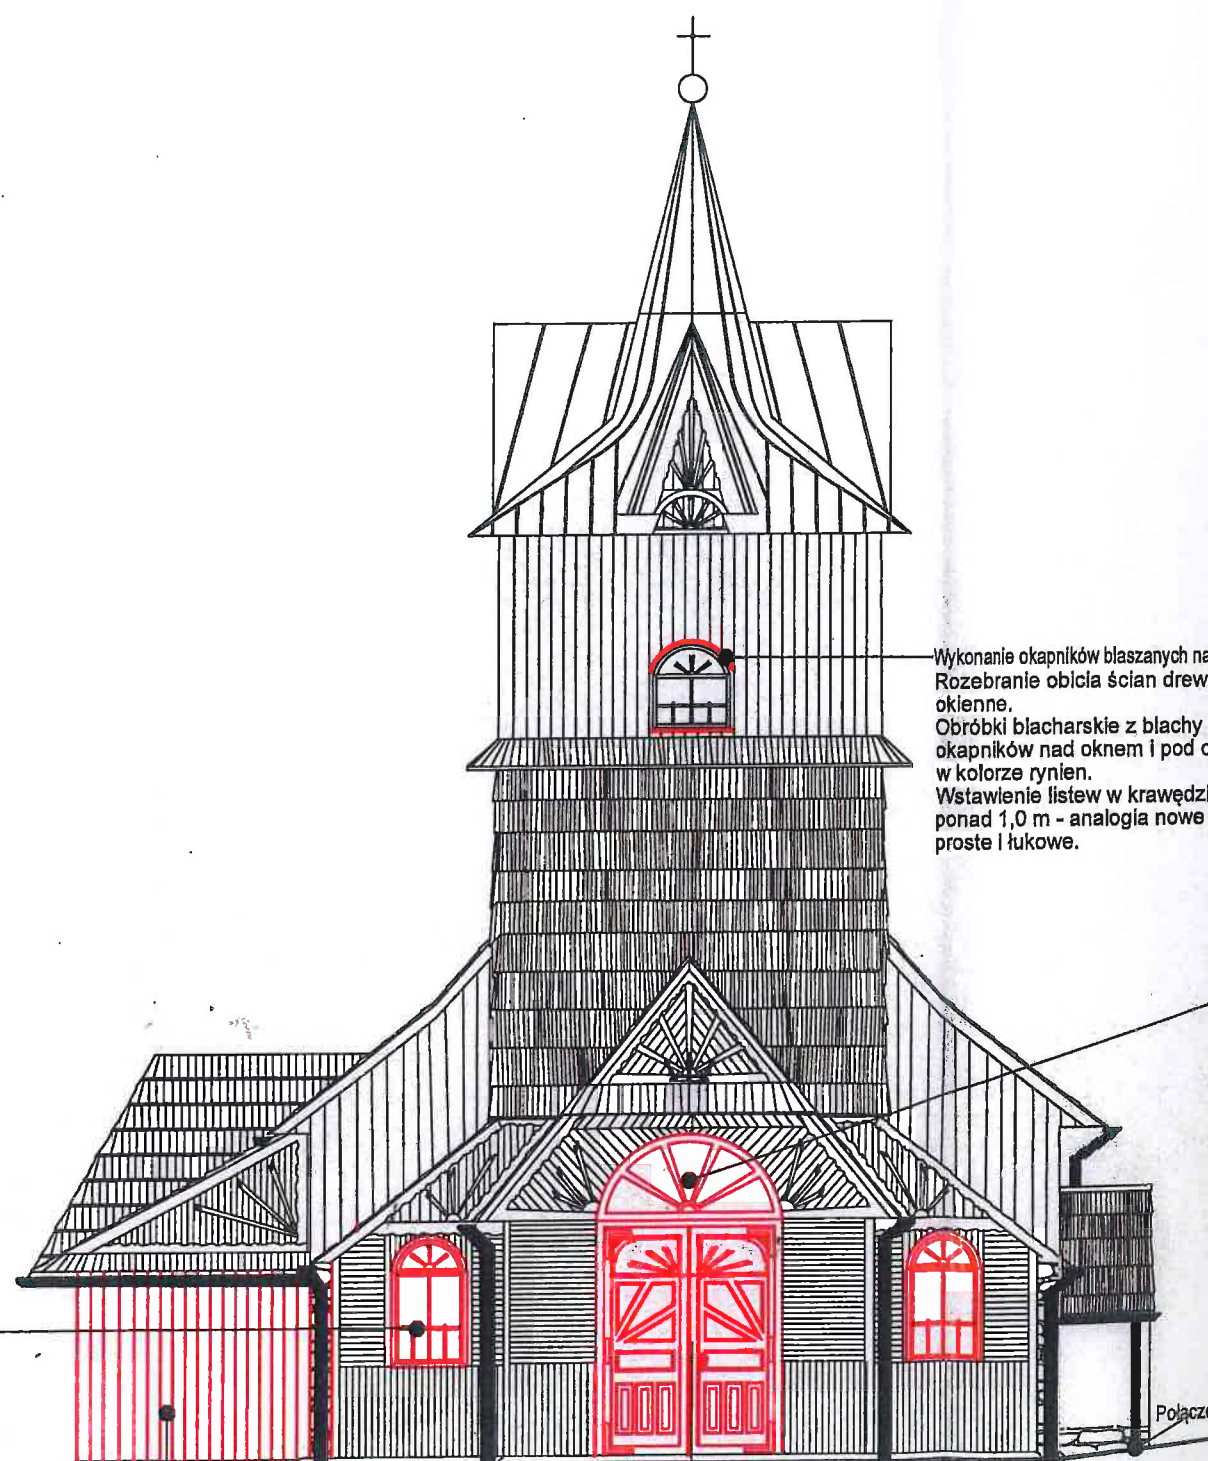 Wykonanie okapników blaszanych na
Rozebranie obicia ścian drew
okienne.
Obróbki blacharskie z blachy
okapników nad oknem i pod o
w kolorze rynien.
Wstawienie listew w krawędzi
ponad 1,0 m - analogia nowe
proste i łukowe.
Połącze